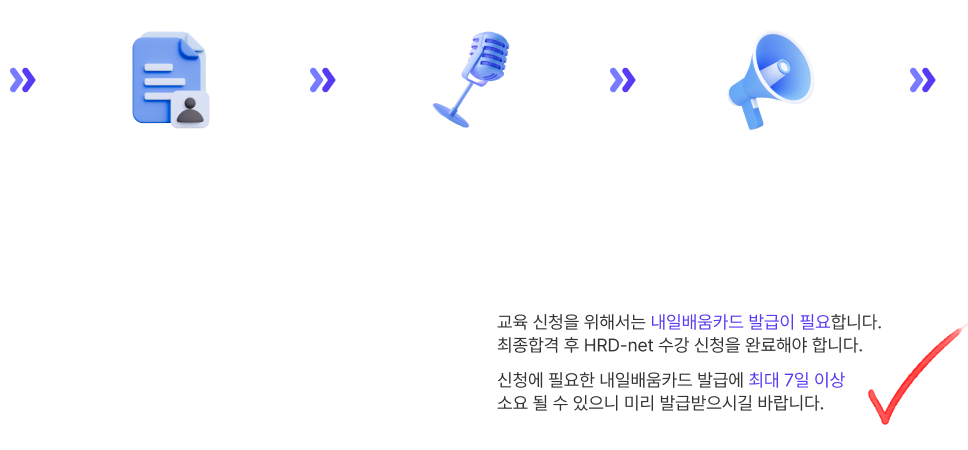 교육 신청을 위해서는 내일배움카드 발급이 필요합니다.
최종합격 후 HRD-net 수강 신청을 완료해야 합니다.
신청에 필요한 내일배움카드 발급에 최대 7일 이상
소요 될 수 있으니 미리 발급받으시길 바랍니다.